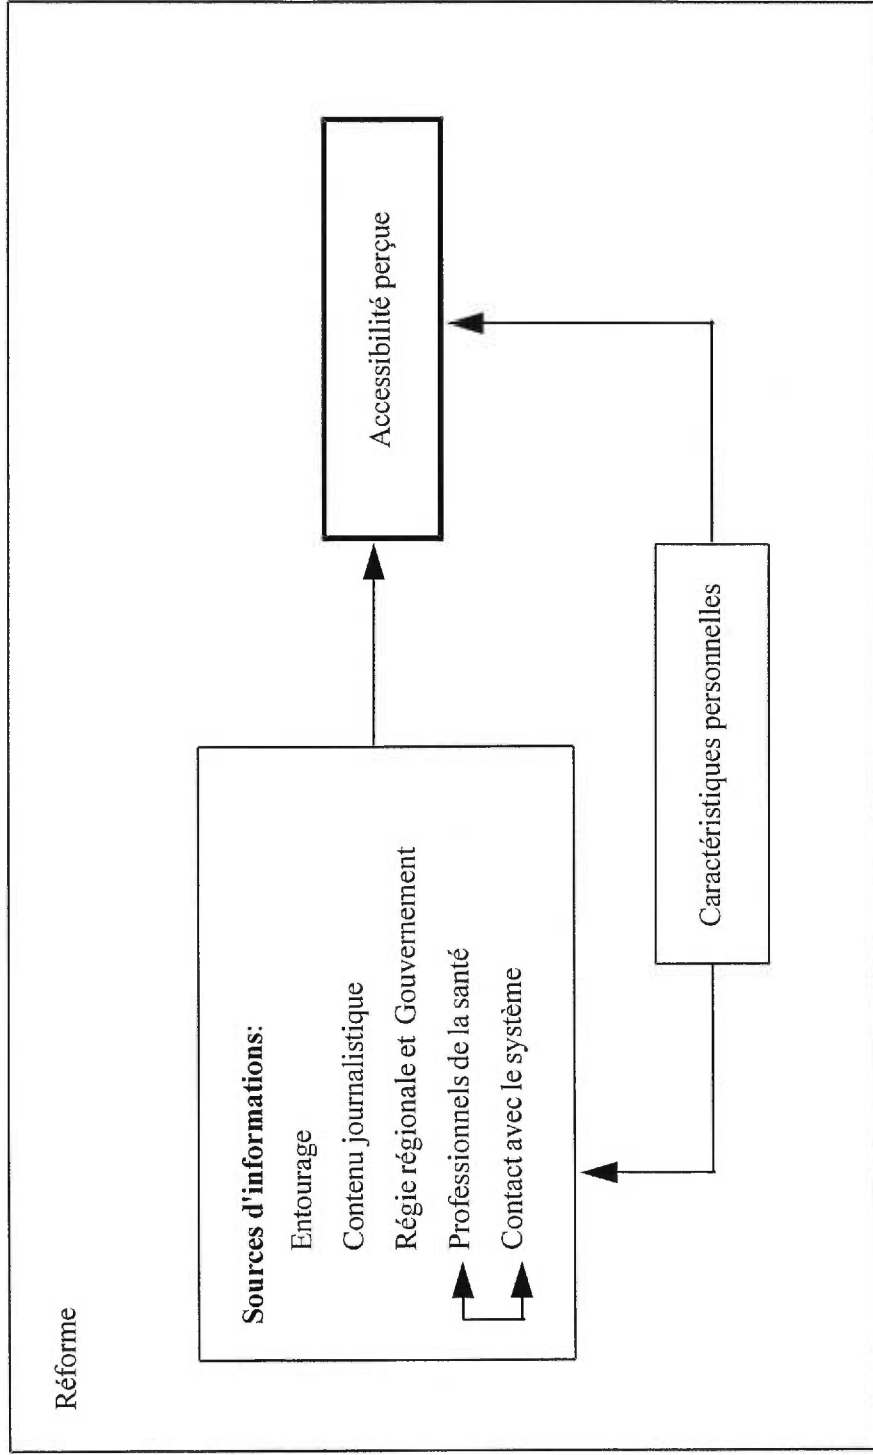 Réforme
Sources d'informations:
Entourage
Contenu journalistique
Régie régionale et Gouvernement
Professionnels de la santé
Contact avec le système
Accessibilité perçue
Caractéristiques personnelles